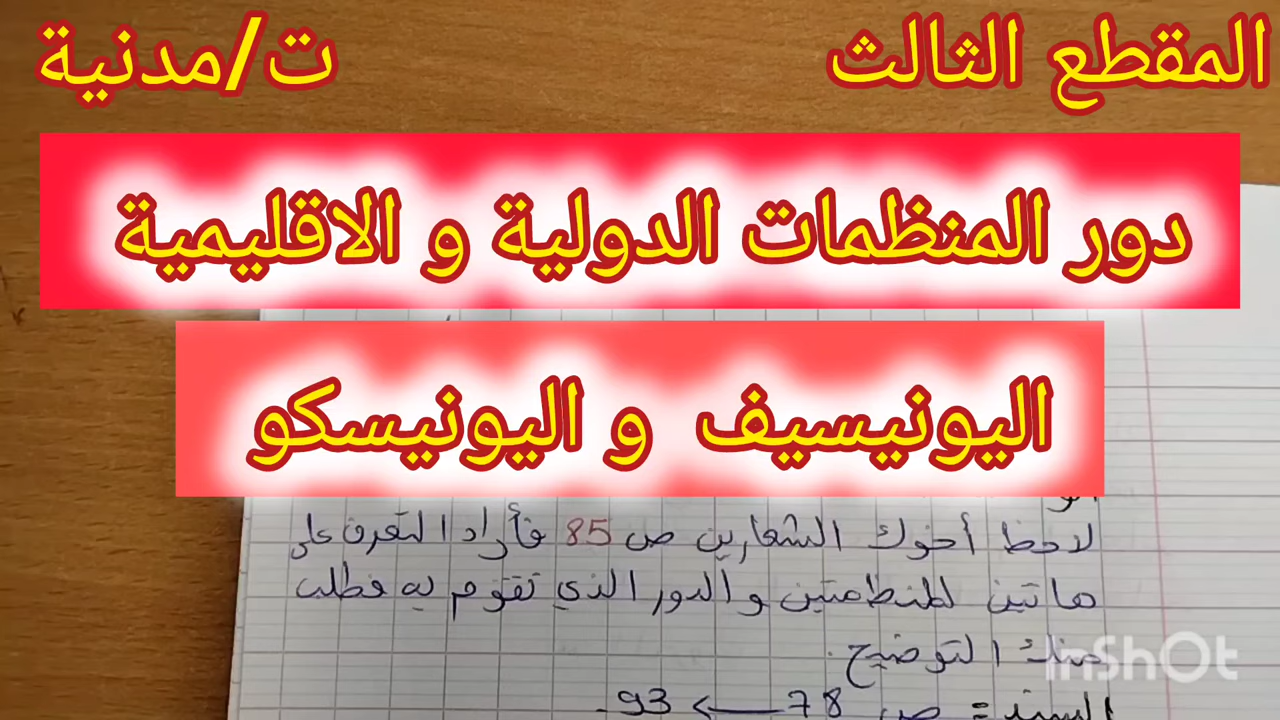 المقطع الثالث
ت/مدنية
دور المنظمات الدولية و الاقليمية
اليونيسيف و اليونيسكو
لاحظ أخوك الشعارين ص 85 فأراد التعرف على
هاتين المنظمتين والدور الذي تقوم به فطلب
منك التوضيح.
السند = ص 78 ← 93.
InShOt